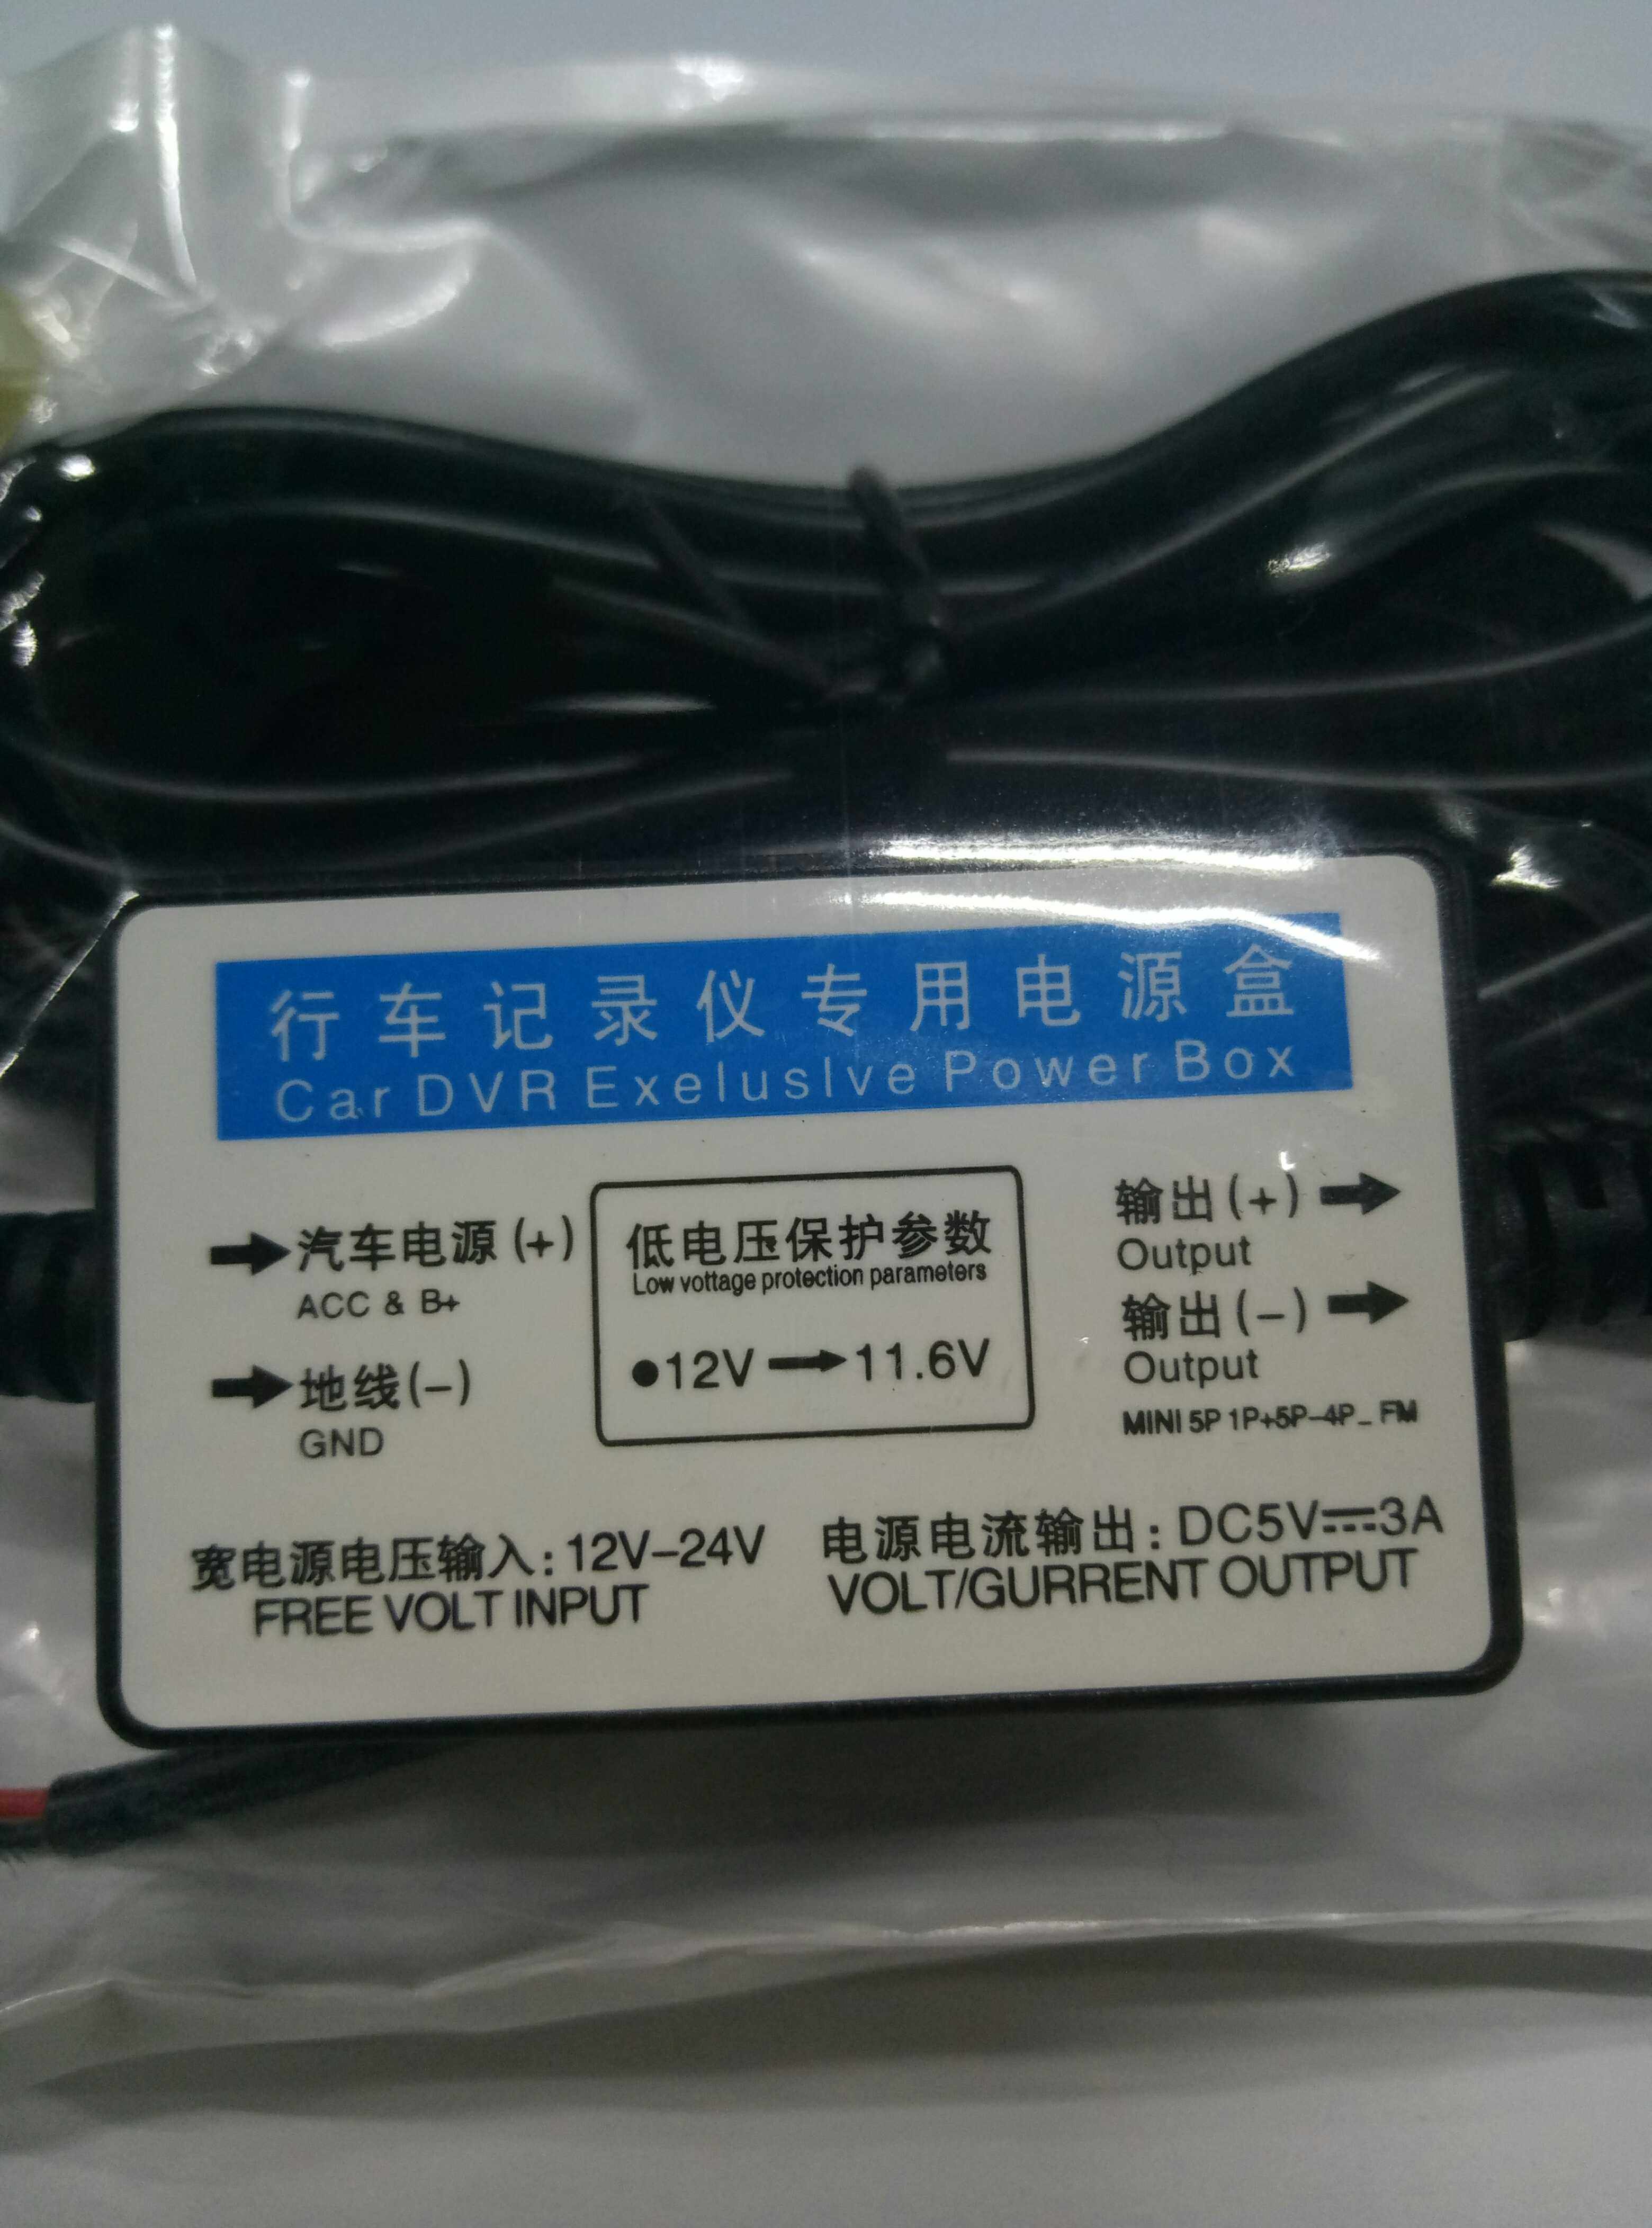 行车记录仪专用电源盒
Car DVR Exeluslve Power Box
汽车电源(+)
ACC & B+
地线(-)
GND
低电压保护参数
Low vottage protection parameters
●12V→11.6V
输出(+)
Output
输出(-)
Output
MINI 5P 1P+5P-4P_ FM
宽电源电压输入:12V-24V
FREE VOLT INPUT
电源电流输出:DC5V⎓3A
VOLT/GURRENT OUTPUT